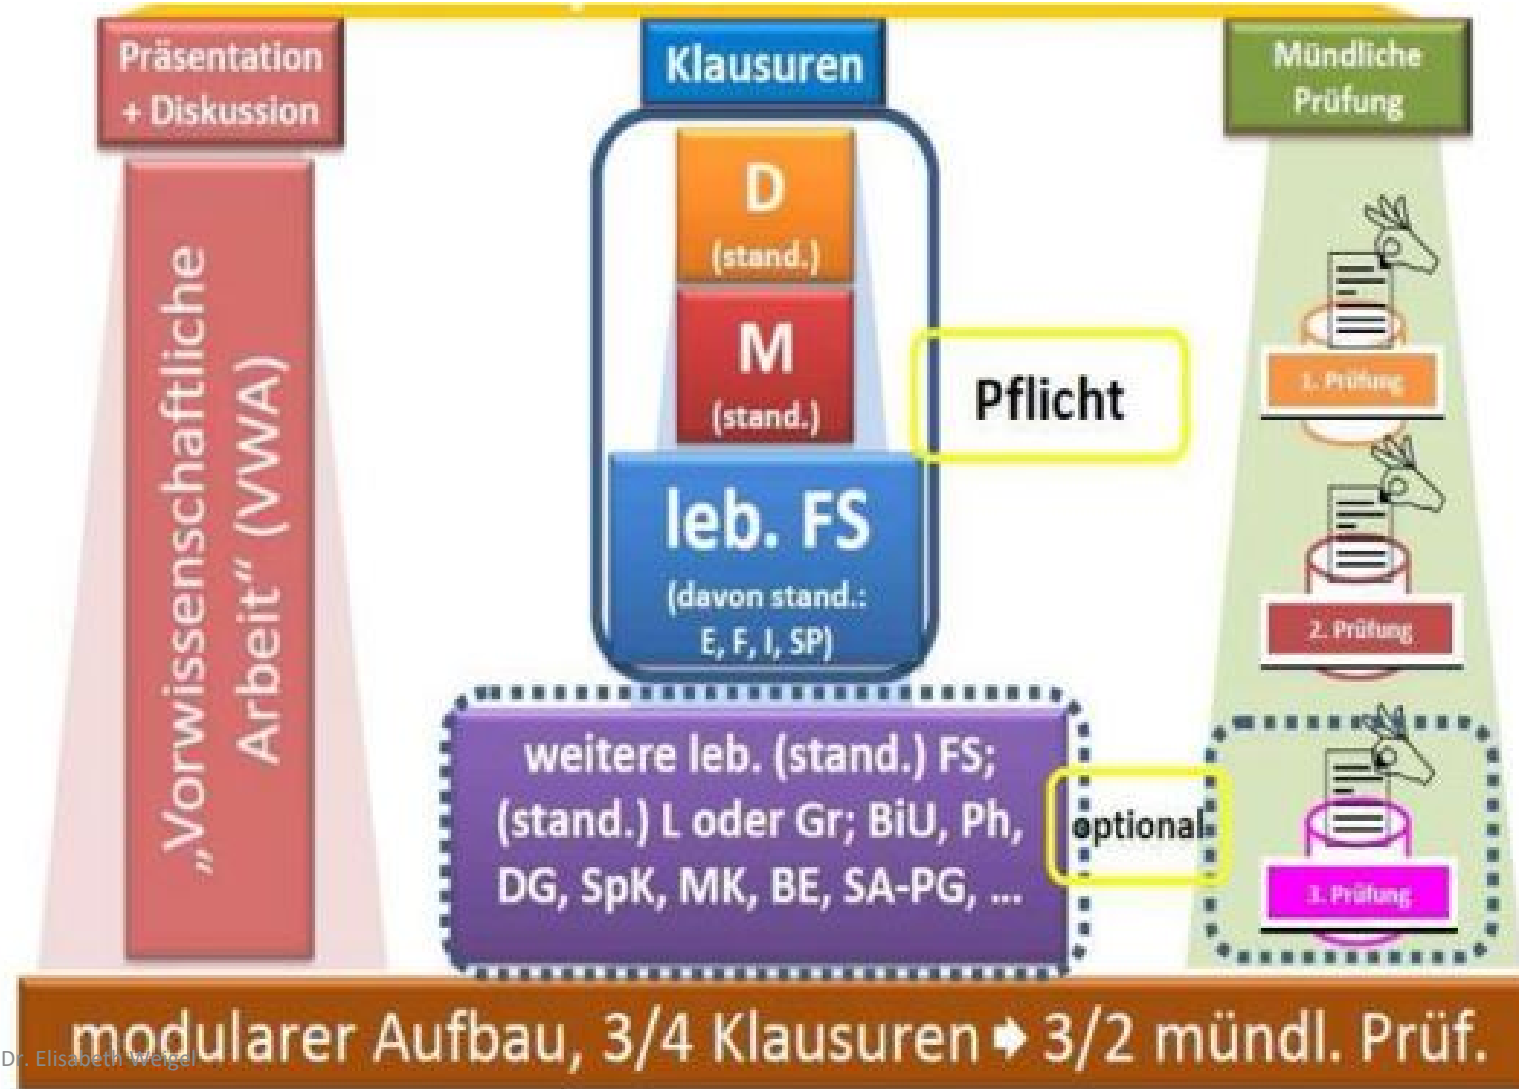 Präsentation
+ Diskussion
„Vorwissenschaftliche
Arbeit“ (VWA)
Klausuren
D
(stand.)
M
(stand.)
leb. FS
(davon stand.:
E, F, I, SP)
Pflicht
weitere leb. (stand.) FS;
(stand.) L oder Gr; BiU, Ph,
DG, SpK, MK, BE, SA-PG, ...
optional
Mündliche
Prüfung
1. Prüfung
2. Prüfung
3. Prüfung
modularer Aufbau, 3/4 Klausuren 🡆 3/2 mündl. Prüf.
Dr. Elisabeth Weigel